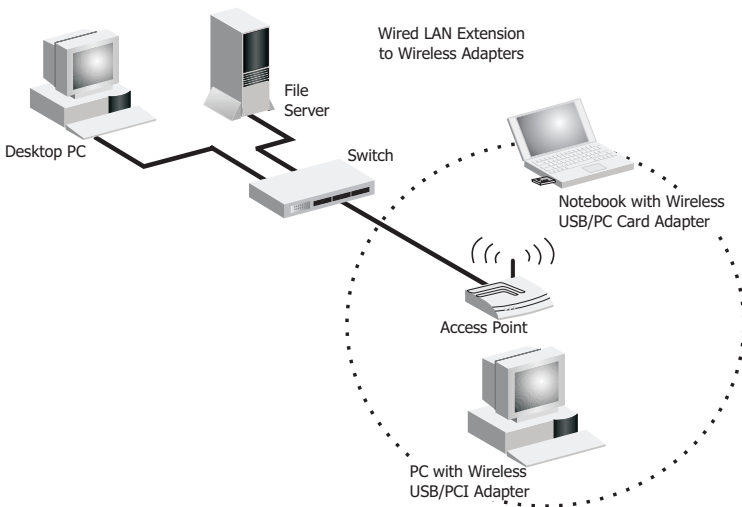 Wired LAN Extension
to Wireless Adapters
File
Server
Desktop PC
Switch
Notebook with Wireless
USB/PC Card Adapter
Access Point
PC with Wireless
USB/PCI Adapter